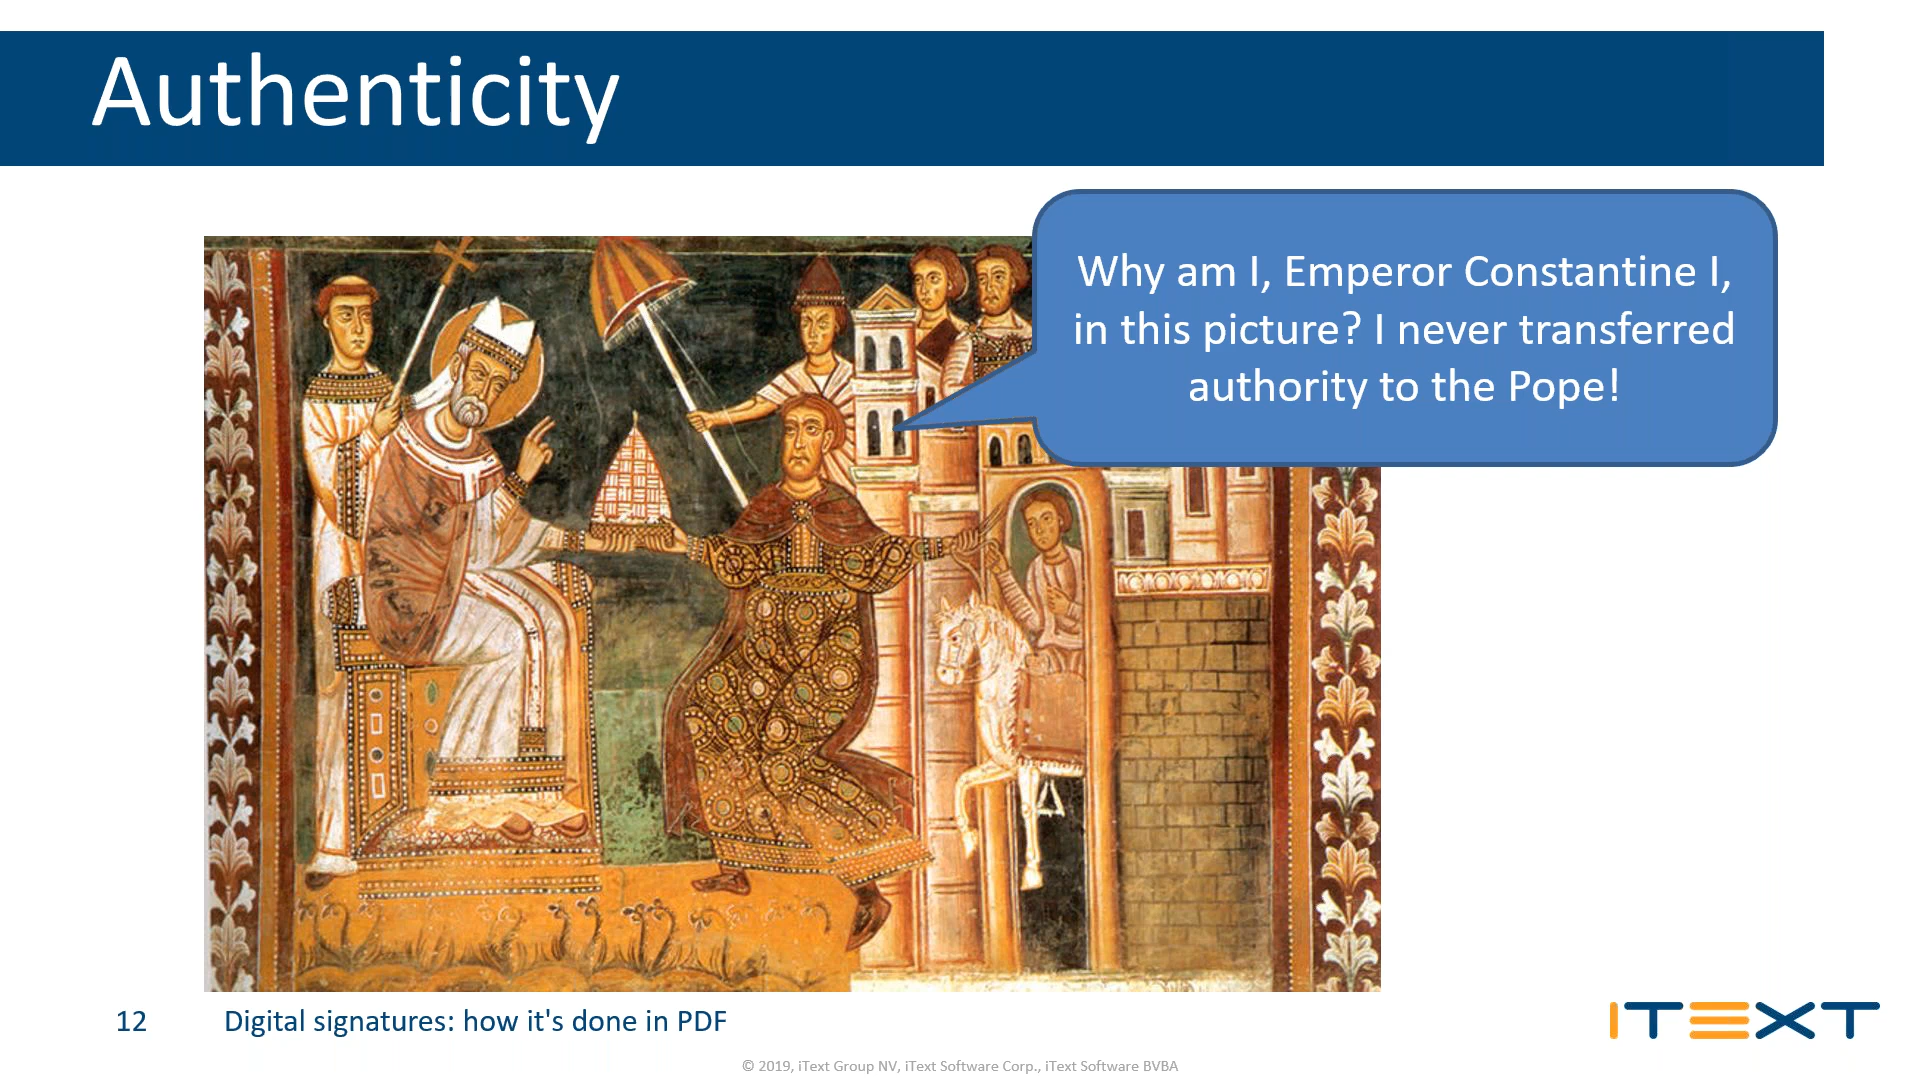 Authenticity
Why am I, Emperor Constantine I,
in this picture? I never transferred
authority to the Pope!
12 Digital signatures: how it's done in PDF
ITEXT
© 2019, iText Group NV, iText Software Corp., iText Software BVBA